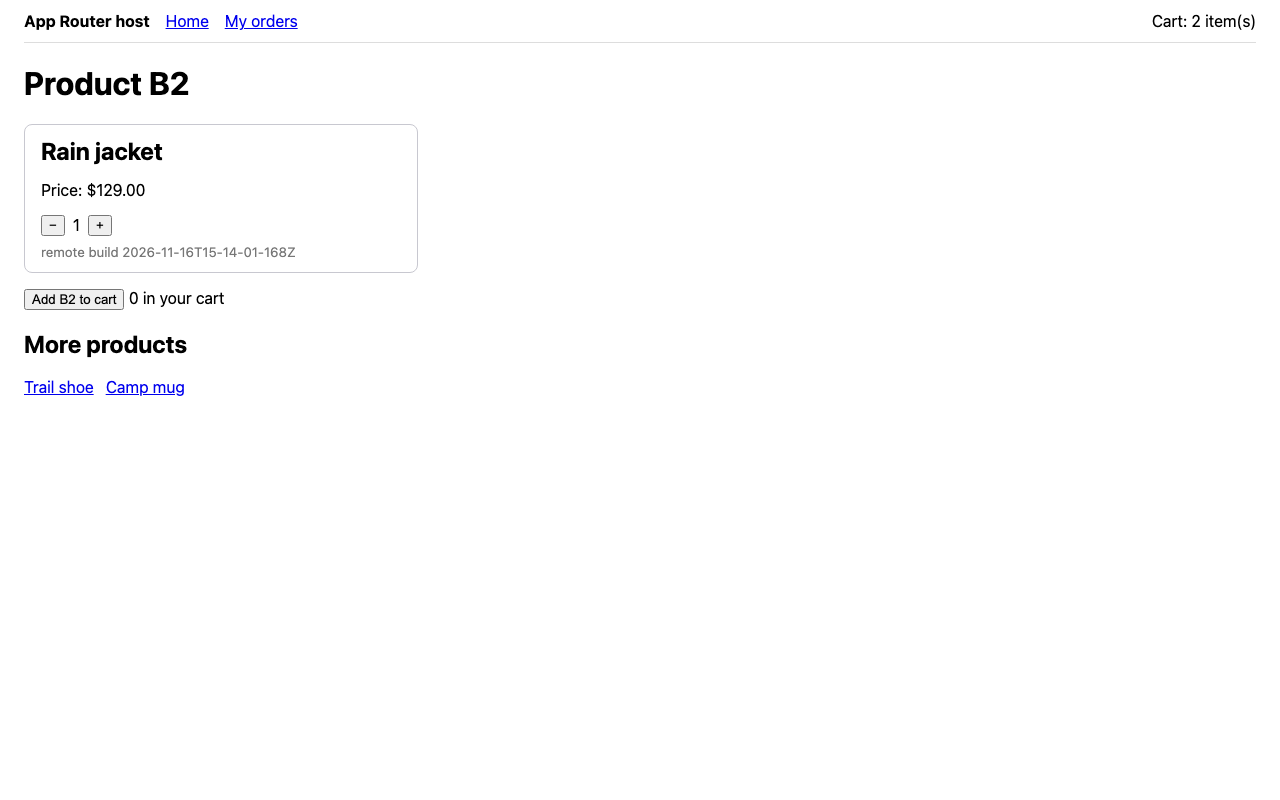 App Router host Home My orders Cart: 2 item(s)
Product B2
Rain jacket
Price: $129.00
− 1 +
remote build 2026-11-16T15-14-01-168Z
Add B2 to cart 0 in your cart
More products
Trail shoe Camp mug